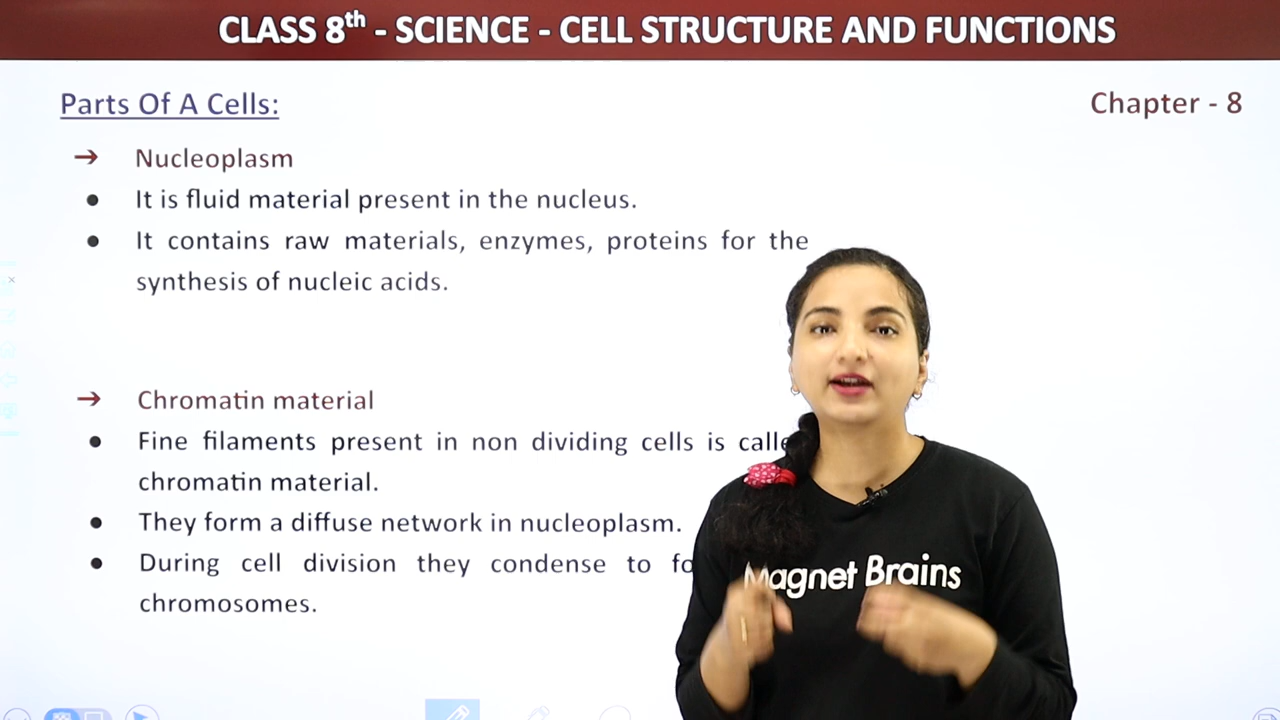 CLASS 8th - SCIENCE - CELL STRUCTURE AND FUNCTIONS
Parts Of A Cells:
Chapter - 8
➔ Nucleoplasm
● It is fluid material present in the nucleus.
● It contains raw materials, enzymes, proteins for the
synthesis of nucleic acids.
➔ Chromatin material
● Fine filaments present in non dividing cells is
chromatin material.
● They form a diffuse network in nucleoplasm.
● During cell division they condense to
chromosomes.
Magnet Brains